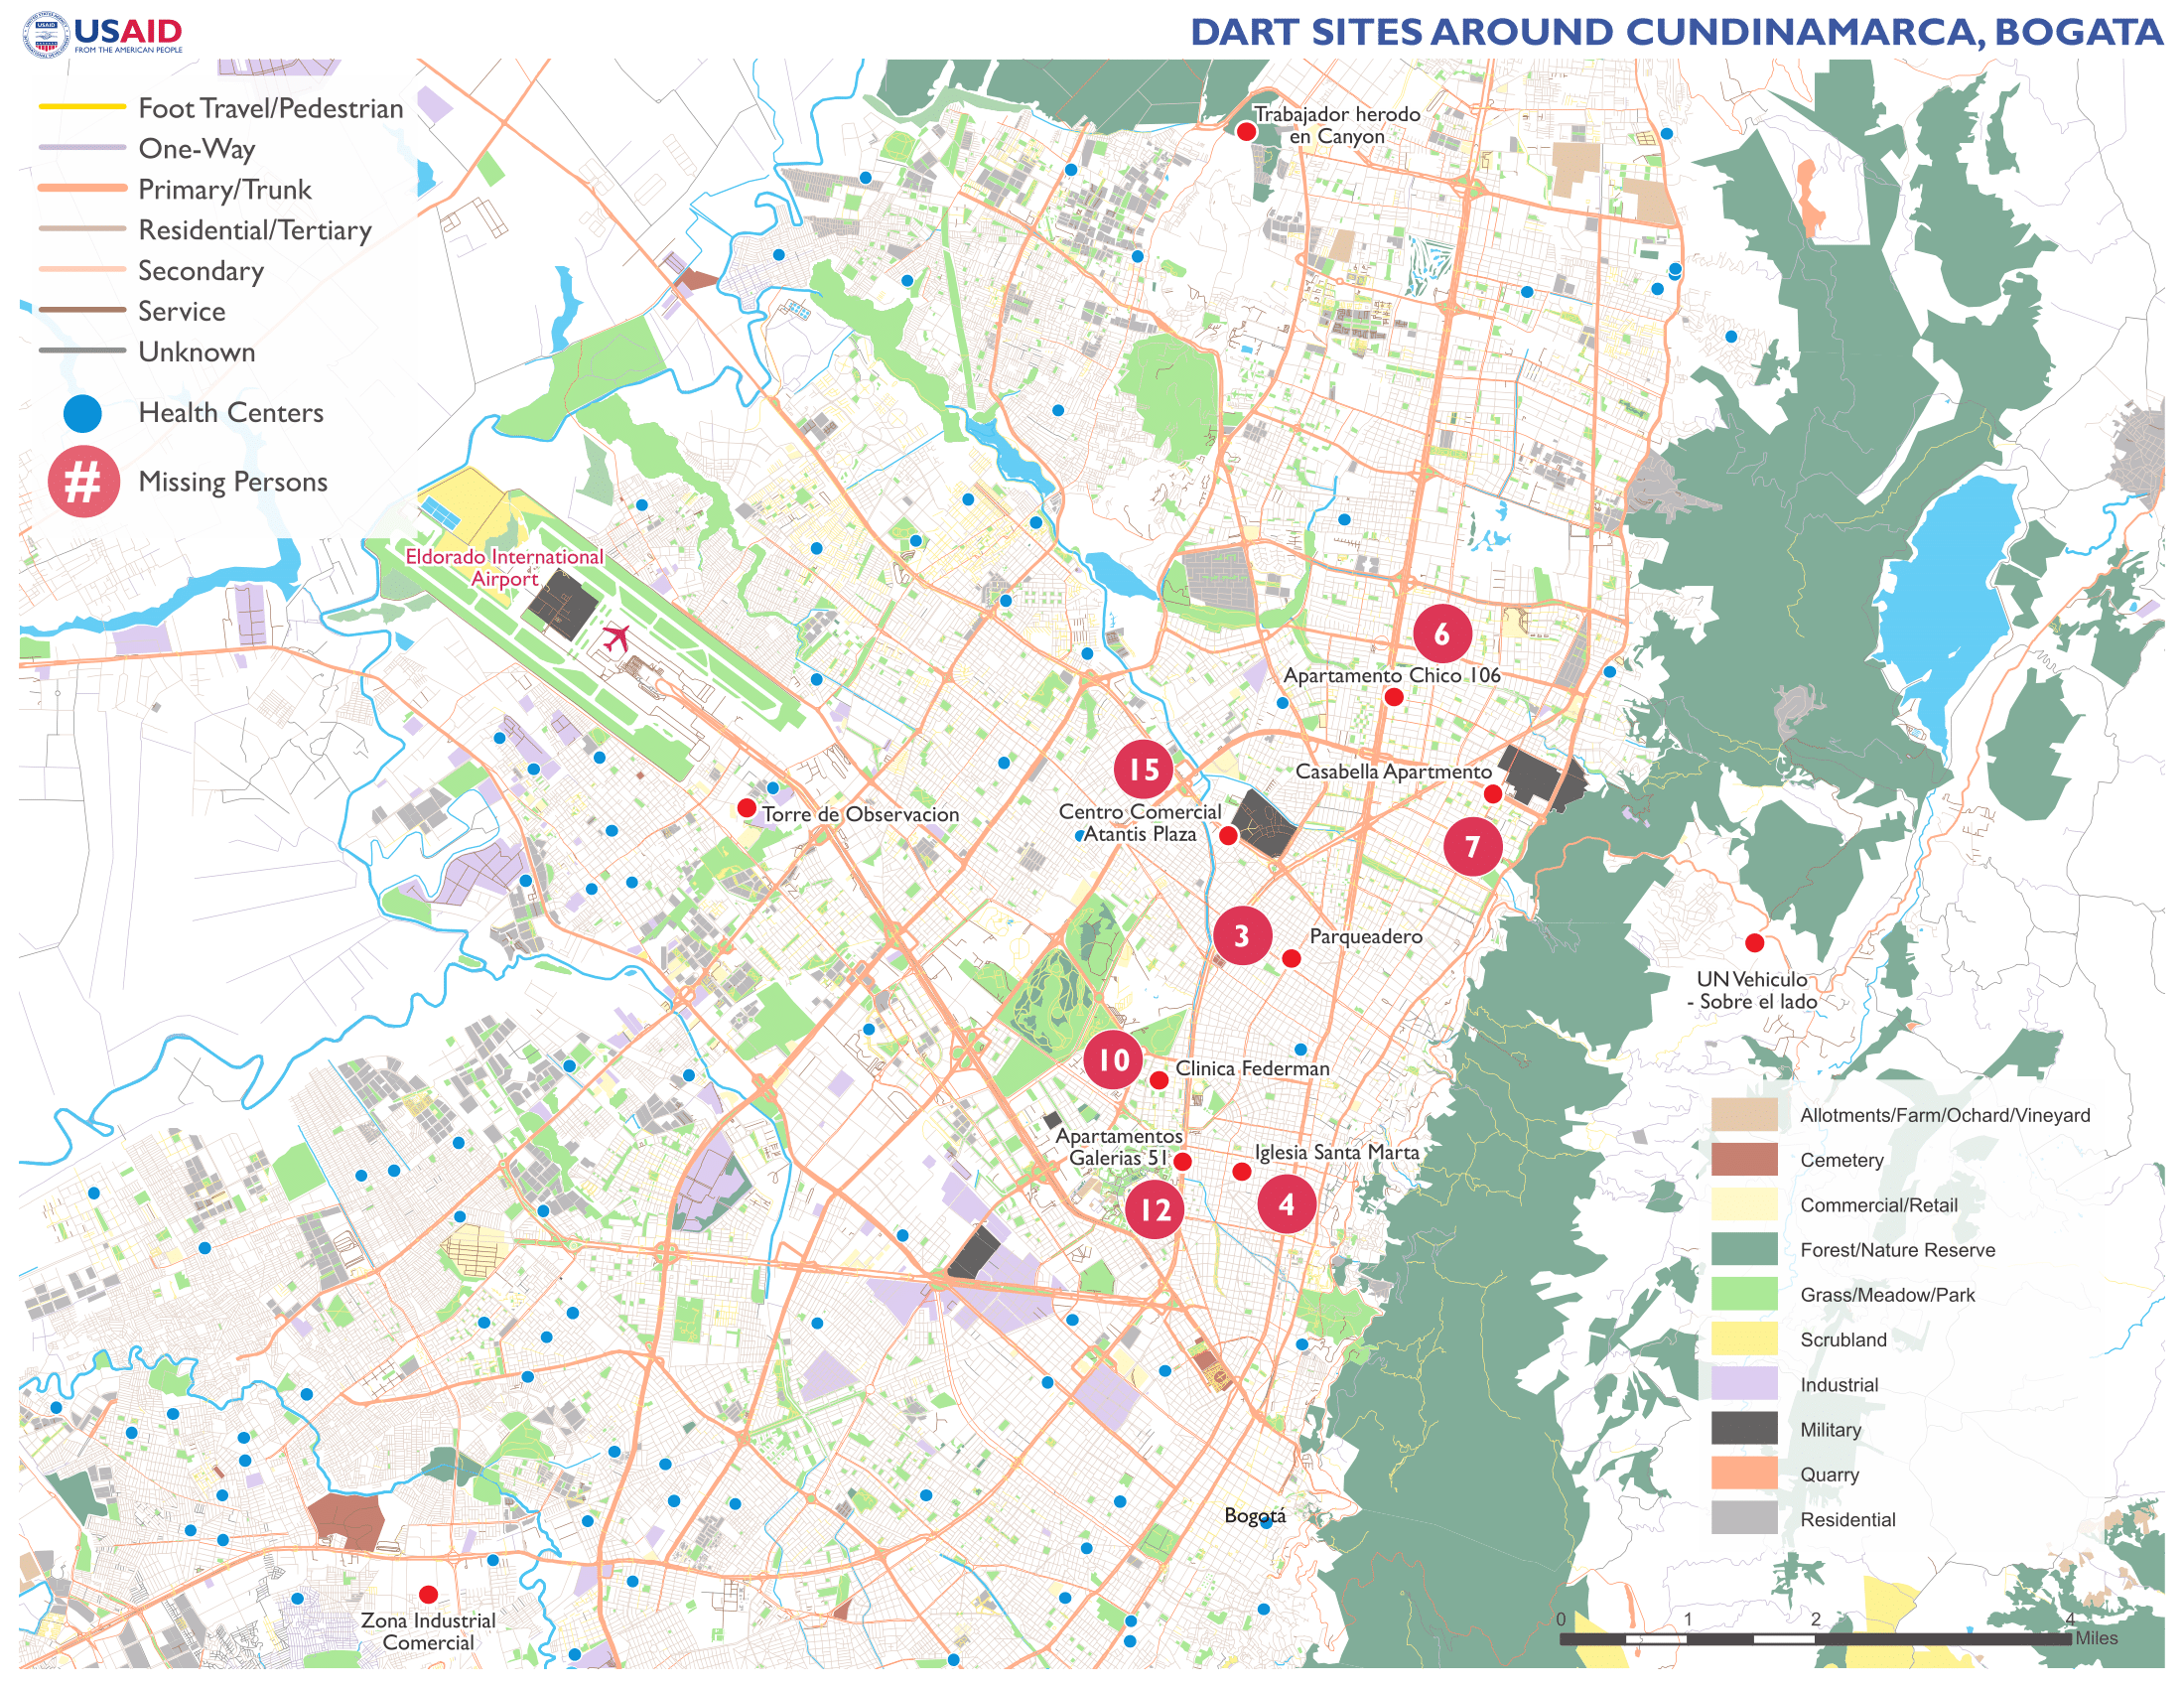 USAID
FROM THE AMERICAN PEOPLE
DART SITES AROUND CUNDINAMARCA, BOGATA
Foot Travel/Pedestrian
One-Way
Primary/Trunk
Residential/Tertiary
Secondary
Service
Unknown
Health Centers
#
Missing Persons
Trabajador herodo
en Canyon
Eldorado International
Airport
6
Apartamento Chico 106
15
Casabella Apartmento
Centro Comercial
Atantis Plaza
Torre de Observacion
7
3
Parqueadero
UN Vehiculo
- Sobre el lado
10
Clinica Federman
Apartamentos
Galerias 51
Iglesia Santa Marta
12
4
Bogotá
Zona Industrial
Comercial
Allotments/Farm/Ochard/Vineyard
Cemetery
Commercial/Retail
Forest/Nature Reserve
Grass/Meadow/Park
Scrubland
Industrial
Military
Quarry
Residential
0 1 2 4
Miles